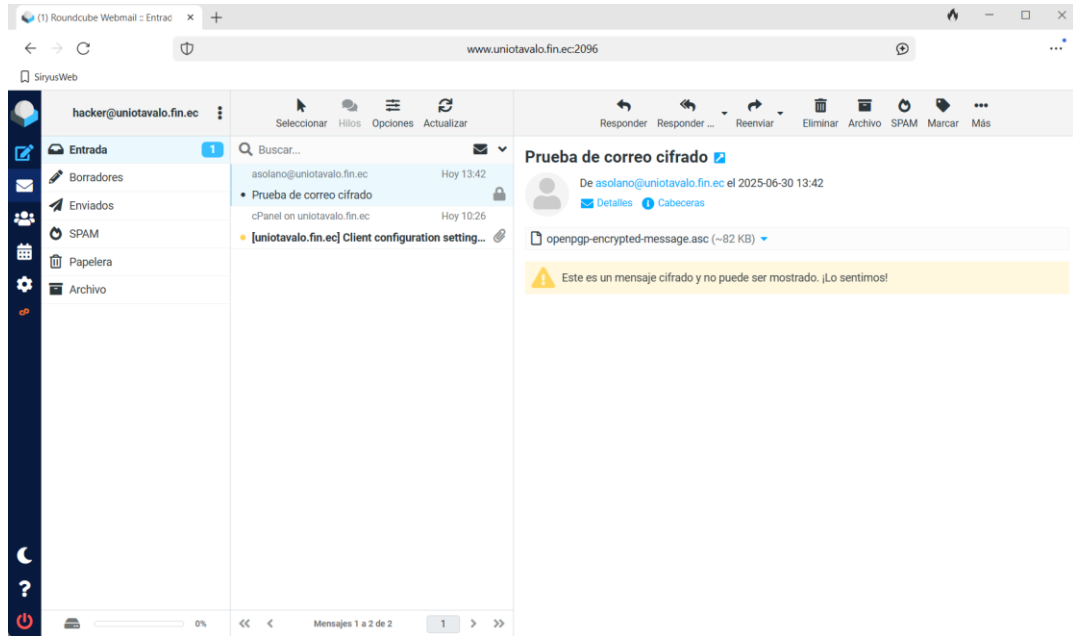 (1) Roundcube Webmail :: Entrad
www.uniotavalo.fin.ec:2096
SiryusWeb
hacker@uniotavalo.fin.ec
Seleccionar Hilos Opciones Actualizar
Responder Responder ... Reenviar Eliminar Archivo SPAM Marcar Más
Entrada 1
Borradores
Enviados
SPAM
Papelera
Archivo
0%
Buscar...
asolano@uniotavalo.fin.ec Hoy 13:42
Prueba de correo cifrado
cPanel on uniotavalo.fin.ec Hoy 10:26
[uniotavalo.fin.ec] Client configuration setting...
Mensajes 1 a 2 de 2 1
Prueba de correo cifrado
De asolano@uniotavalo.fin.ec el 2025-06-30 13:42
Detalles Cabeceras
openpgp-encrypted-message.asc (~82 KB)
Este es un mensaje cifrado y no puede ser mostrado. ¡Lo sentimos!